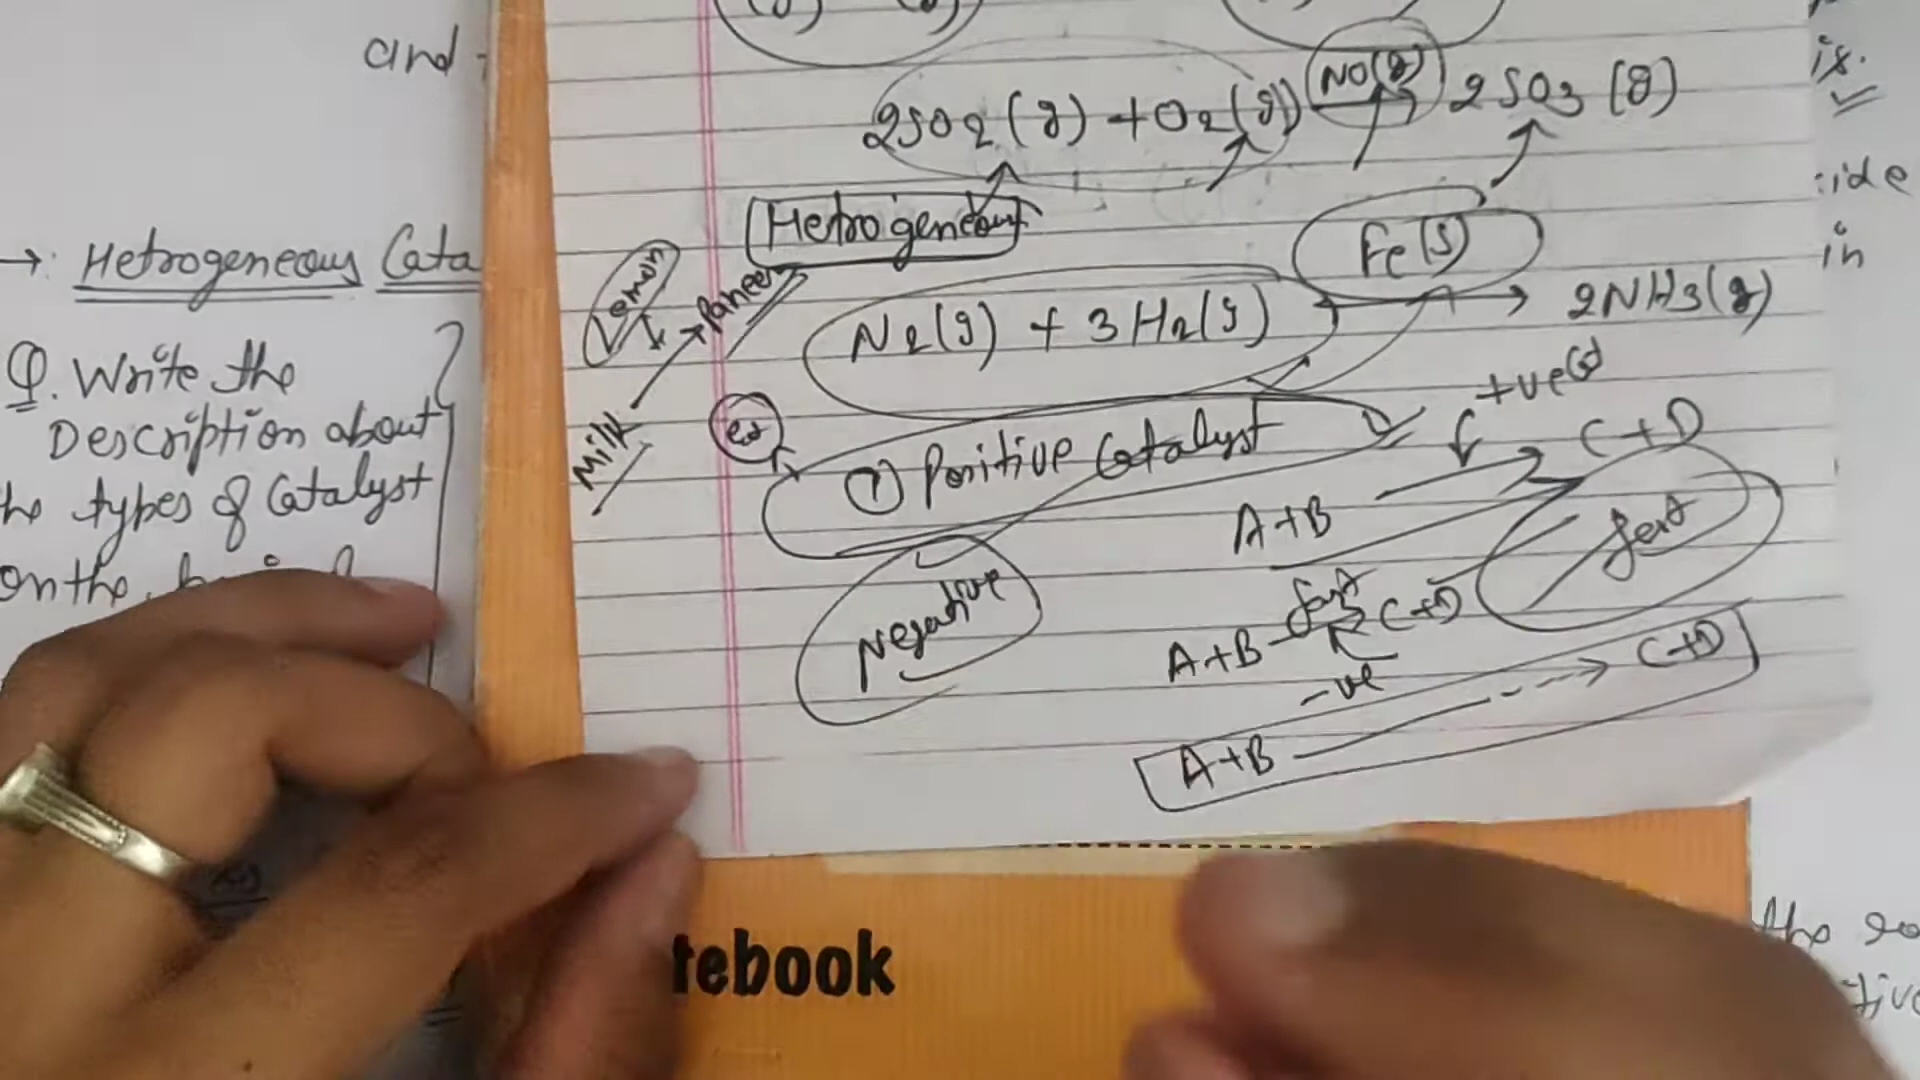 and
→ Hetrogeneous Cata
Q. Write the
Description about
the types of Catalyst
on the
2SO2(g) + O2(g) NO(g) 2SO3(g)
Hetrogeneous
Fe(s)
N2(g) + 3H2(g) → 2NH3(g)
Lemon
Milk → Paneer
① Positive Catalyst
+ve
A+B → C+D
fast
Negative
A+B fast C+D
-ve
A+B → C+D
tebook
is.
ide
in
the